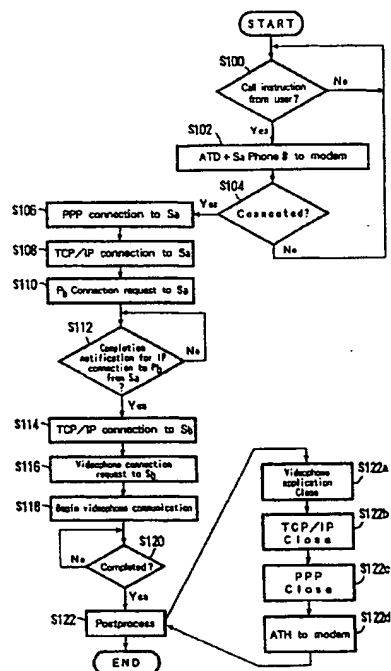 START
S100
Call instruction
from user?
No
Yes
S102
ATD + Sa Phone # to modem
S104
Connected?
Yes
No
S106
PPP connection to Sa
S108
TCP/IP connection to Sa
S110
Pb Connection request to Sa
S112
Completion
notification for IP
connection to Pb
from Sa
?
No
Yes
S114
TCP/IP connection to Sb
S116
Videophone connection
request to Sb
S118
Begin videophone communication
S120
Completed?
No
Yes
S122
Postprocess
END
S122a
Videophone
application
Close
S122b
TCP/IP
Close
S122c
PPP
Close
S122d
ATH to modem